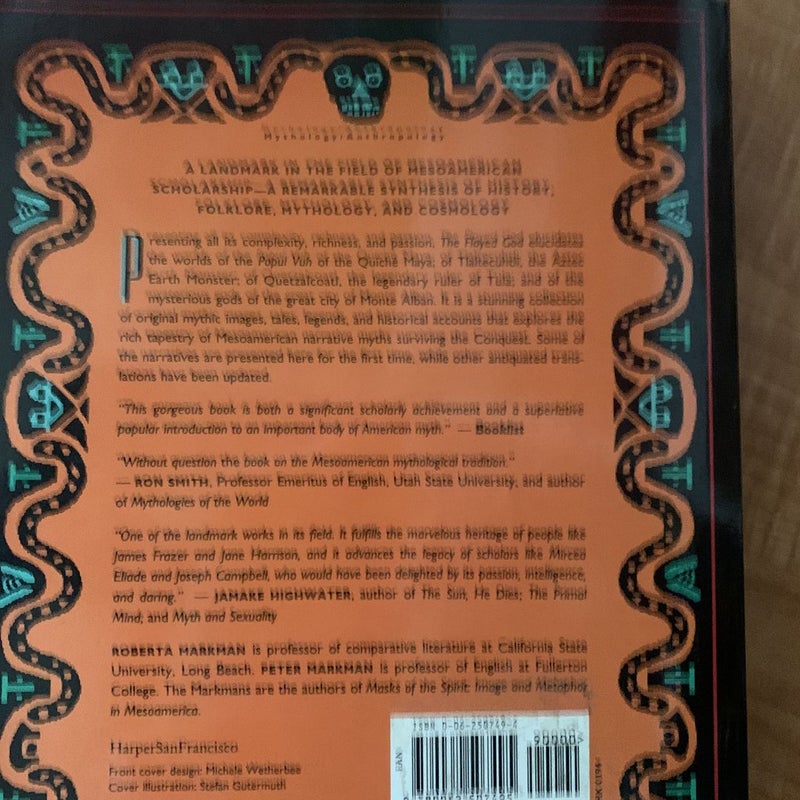 Mythology/Anthropology
A LANDMARK IN THE FIELD OF MESOAMERICAN
SCHOLARSHIP—A REMARKABLE SYNTHESIS OF HISTORY,
FOLKLORE, MYTHOLOGY, AND COSMOLOGY
Presenting all its complexity, richness, and passion, The Flayed God elucidates
the worlds of the Popul Vuh of the Quiché Maya; of Tlaltecuhtli, the Aztec
Earth Monster; of Quetzalcoatl, the legendary ruler of Tula; and of the
mysterious gods of the great city of Monte Albán. It is a stunning collection
of original mythic images, tales, legends, and historical accounts that explores the
rich tapestry of Mesoamerican narrative myths surviving the Conquest. Some of
the narratives are presented here for the first time, while other antiquated trans-
lations have been updated.
"This gorgeous book is both a significant scholarly achievement and a superlative
popular introduction to an important body of American myth." — Booklist
"Without question the book on the Mesoamerican mythological tradition."
— RON SMITH, Professor Emeritus of English, Utah State University, and author
of Mythologies of the World
"One of the landmark works in its field. It fulfills the marvelous heritage of people like
James Frazer and Jane Harrison, and it advances the legacy of scholars like Mircea
Eliade and Joseph Campbell, who would have been delighted by its passion, intelligence,
and daring." — JAMAKE HIGHWATER, author of The Sun, He Dies; The Primal
Mind; and Myth and Sexuality
ROBERTA MARKMAN is professor of comparative literature at California State
University, Long Beach. PETER MARKMAN is professor of English at Fullerton
College. The Markmans are the authors of Masks of the Spirit: Image and Metaphor
in Mesoamerica.
HarperSanFrancisco
Front cover design: Michele Wetherbee
Cover illustration: Stefan Gutermuth
ISBN 0-06-250749-4
90000
EAN